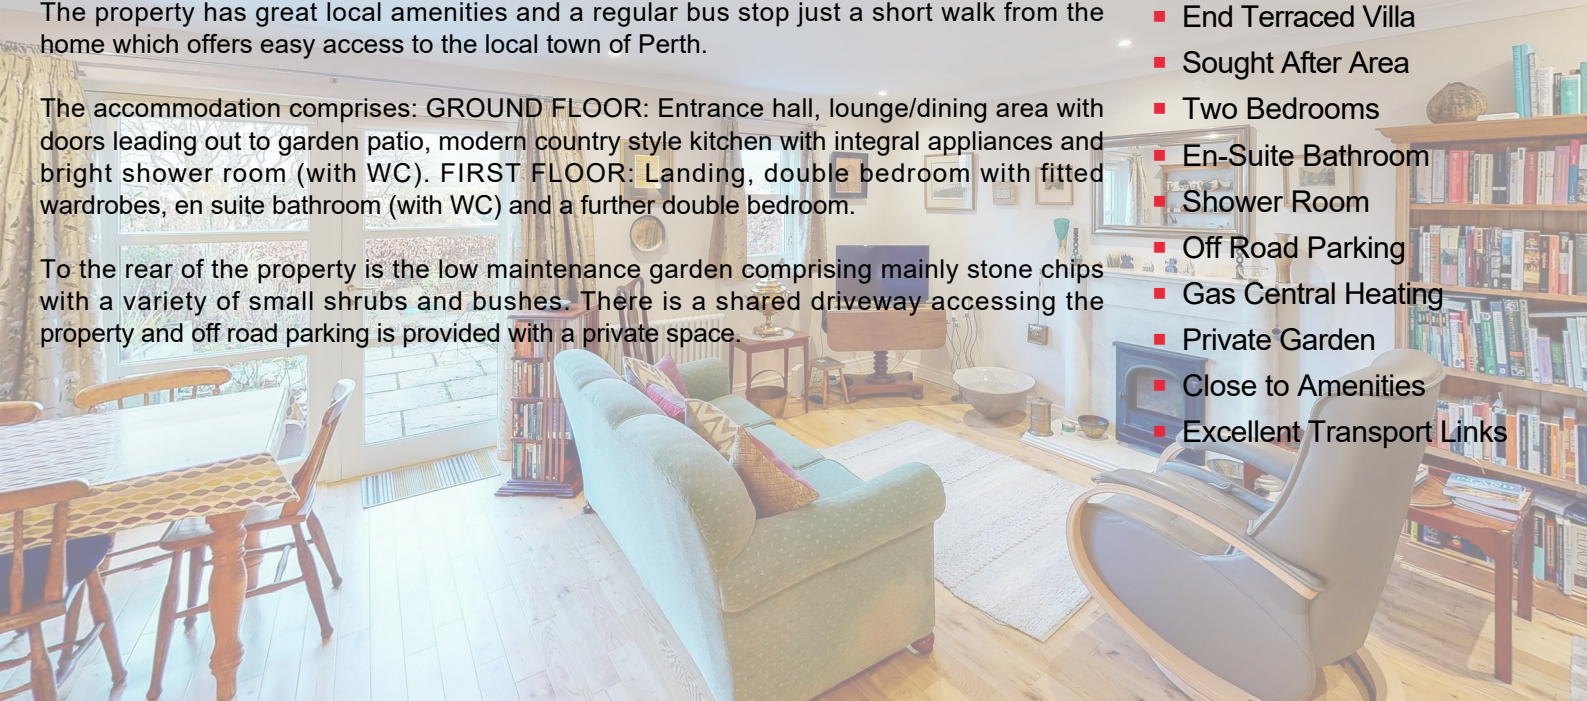 The property has great local amenities and a regular bus stop just a short walk from the
home which offers easy access to the local town of Perth.
The accommodation comprises: GROUND FLOOR: Entrance hall, lounge/dining area with
doors leading out to garden patio, modern country style kitchen with integral appliances and
bright shower room (with WC). FIRST FLOOR: Landing, double bedroom with fitted
wardrobes, en suite bathroom (with WC) and a further double bedroom.
To the rear of the property is the low maintenance garden comprising mainly stone chips
with a variety of small shrubs and bushes. There is a shared driveway accessing the
property and off road parking is provided with a private space.
End Terraced Villa
Sought After Area
Two Bedrooms
En-Suite Bathroom
Shower Room
Off Road Parking
Gas Central Heating
Private Garden
Close to Amenities
Excellent Transport Links